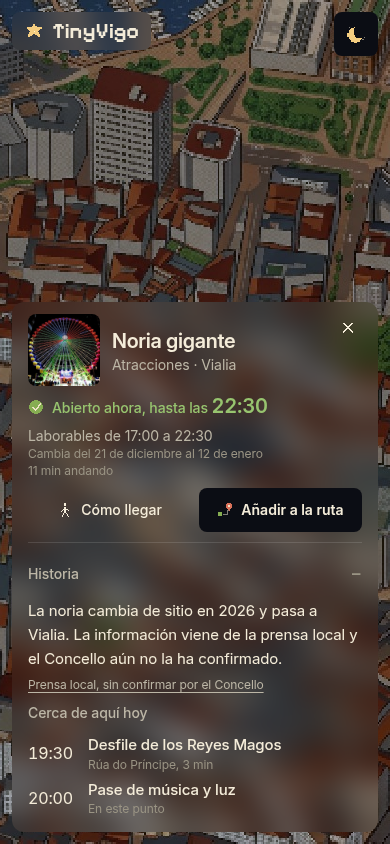 TinyVigo
Noria gigante
Atracciones · Vialia
Abierto ahora, hasta las 22:30
Laborables de 17:00 a 22:30
Cambia del 21 de diciembre al 12 de enero
11 min andando
Cómo llegar
Añadir a la ruta
Historia
La noria cambia de sitio en 2026 y pasa a
Vialia. La información viene de la prensa local y
el Concello aún no la ha confirmado.
Prensa local, sin confirmar por el Concello
Cerca de aquí hoy
19:30 Desfile de los Reyes Magos
Rúa do Príncipe, 3 min
20:00 Pase de música y luz
En este punto